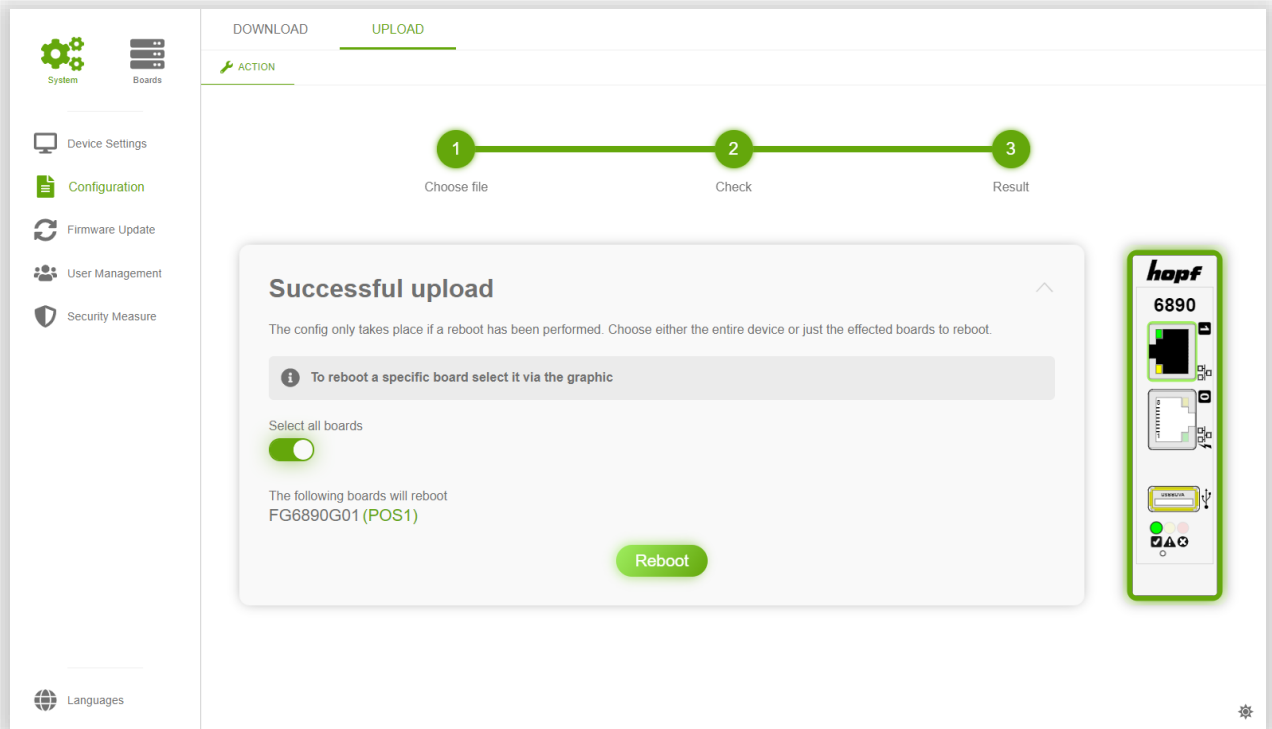 DOWNLOAD
UPLOAD
System
Boards
ACTION
Device Settings
Configuration
Firmware Update
User Management
Security Measure
Languages
1
2
3
Choose file
Check
Result
Successful upload
The config only takes place if a reboot has been performed. Choose either the entire device or just the effected boards to reboot.
To reboot a specific board select it via the graphic
Select all boards
The following boards will reboot
FG6890G01 (POS1)
Reboot
hopf
6890
1
0
8
1